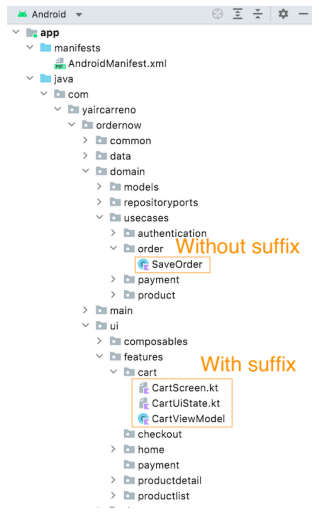 Android
app
manifests
AndroidManifest.xml
java
com
yaircarreno
ordernow
common
data
domain
models
repositoryports
usecases
authentication
order
Without suffix
SaveOrder
payment
product
main
ui
composables
features
With suffix
cart
CartScreen.kt
CartUiState.kt
CartViewModel
checkout
home
payment
productdetail
productlist